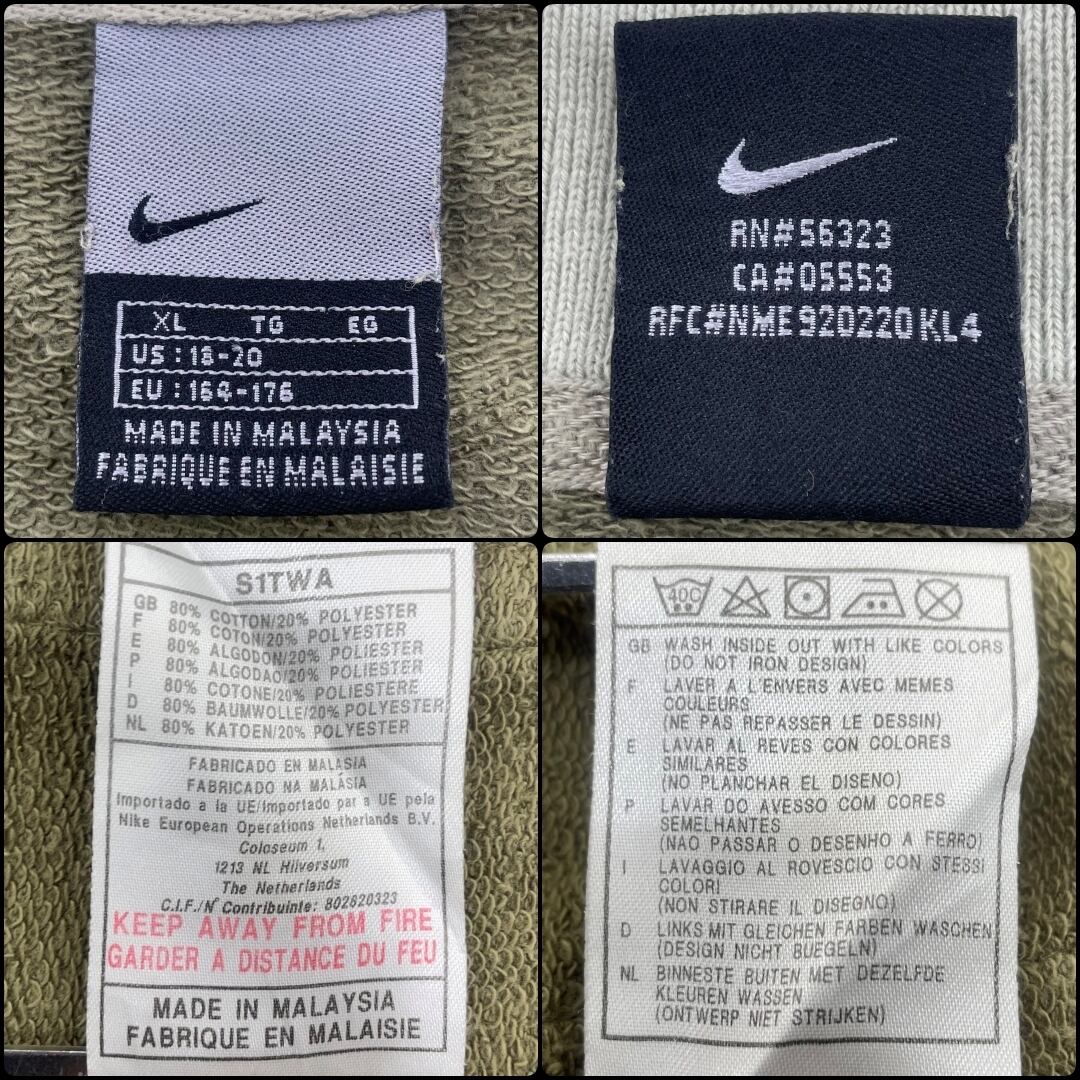 XL TG EG
US : 18-20
EU : 164-176
MADE IN MALAYSIA
FABRIQUE EN MALAISIE
RN#56323
CA#05553
RFC#NME920220KL4
S1TWA
GB 80% COTTON/20% POLYESTER
F 80% COTON/20% POLYESTER
E 80% ALGODON/20% POLIESTER
P 80% ALGODAO/20% POLIESTER
I 80% COTONE/20% POLIESTERE
D 80% BAUMWOLLE/20% POLYESTER
NL 80% KATOEN/20% POLYESTER
FABRICADO EN MALASIA
FABRICADO NA MALÁSIA
Importado a la UE/Importado par a UE pela
Nike European Operations Netherlands B.V.
Coloseum 1,
1213 NL Hilversum
The Netherlands
C.I.F./Nº Contribuinte: 802620323
KEEP AWAY FROM FIRE
GARDER A DISTANCE DU FEU
MADE IN MALAYSIA
FABRIQUE EN MALAISIE
40C
GB WASH INSIDE OUT WITH LIKE COLORS
(DO NOT IRON DESIGN)
F LAVER A L'ENVERS AVEC MEMES
COULEURS
(NE PAS REPASSER LE DESSIN)
E LAVAR AL REVES CON COLORES
SIMILARES
(NO PLANCHAR EL DISENO)
P LAVAR DO AVESSO COM CORES
SEMELHANTES
(NAO PASSAR O DESENHO A FERRO)
I LAVAGGIO AL ROVESCIO CON STESSI
COLORI
(NON STIRARE IL DISEGNO)
D LINKS MIT GLEICHEN FARBEN WASCHEN
(DESIGN NICHT BUEGELN)
NL BINNESTE BUITEN MET DEZELFDE
KLEUREN WASSEN
(ONTWERP NIET STRIJKEN)